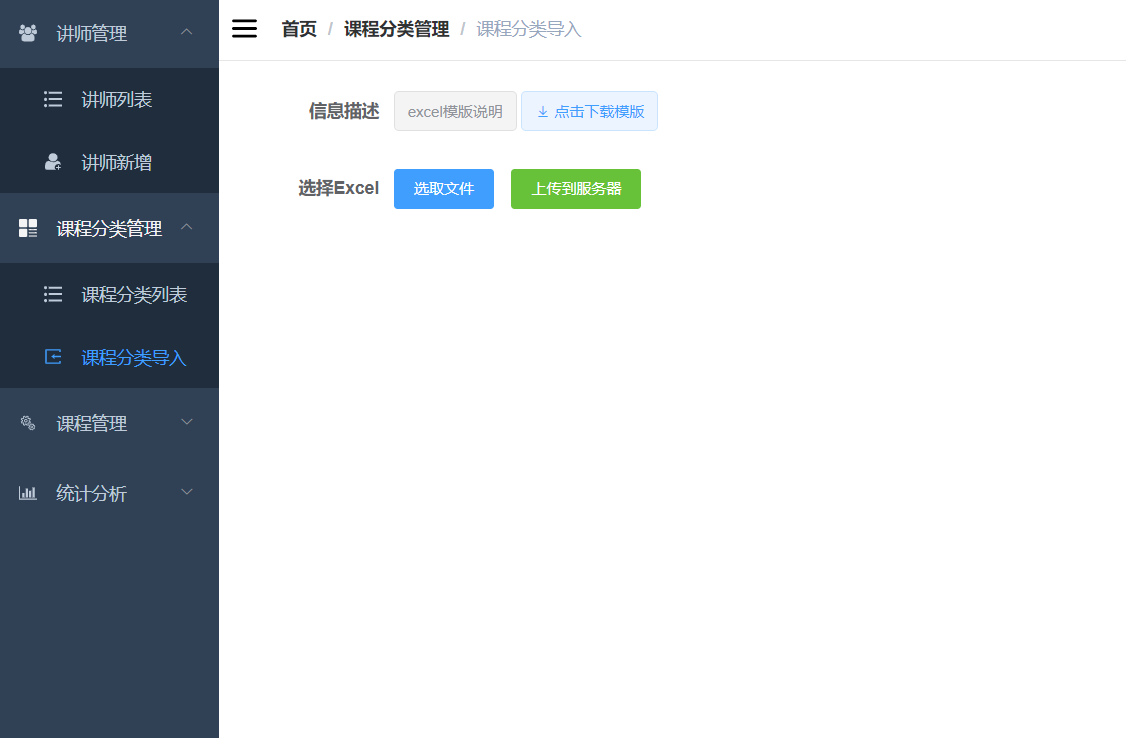 讲师管理
讲师列表
讲师新增
课程分类管理
课程分类列表
课程分类导入
课程管理
统计分析
首页 / 课程分类管理 / 课程分类导入
信息描述 excel模版说明 点击下载模版
选择Excel 选取文件 上传到服务器